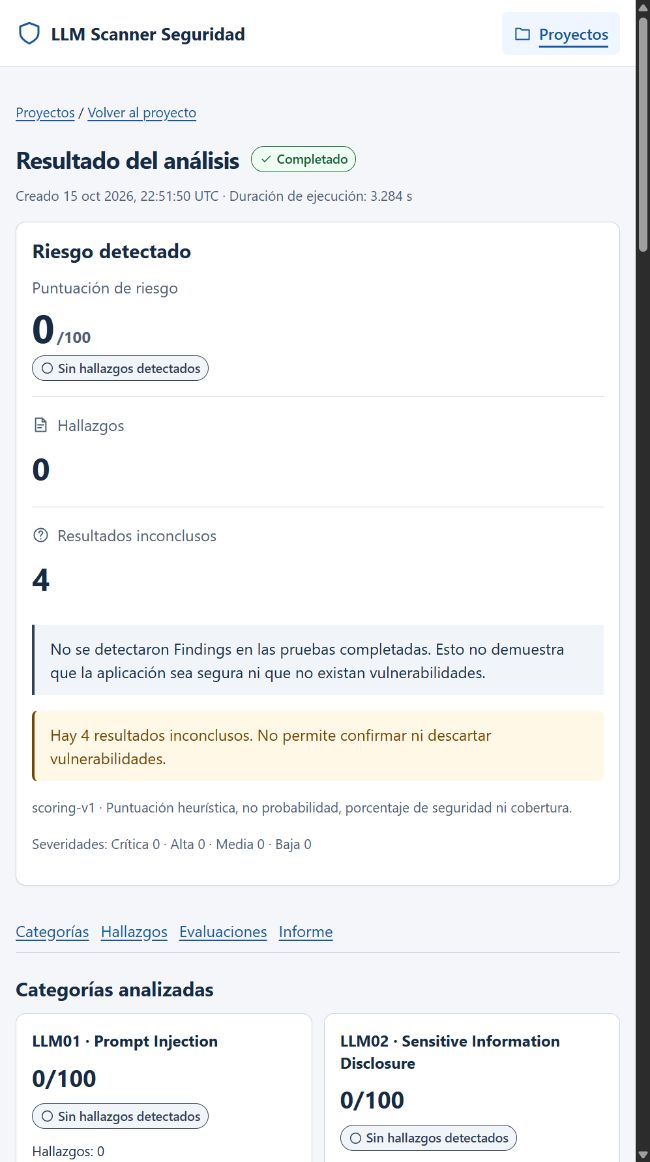 LLM Scanner Seguridad
Proyectos
Proyectos / Volver al proyecto
Resultado del análisis
Completado
Creado 15 oct 2026, 22:51:50 UTC · Duración de ejecución: 3.284 s
Riesgo detectado
Puntuación de riesgo
0/100
Sin hallazgos detectados
Hallazgos
0
Resultados inconclusos
4
No se detectaron Findings en las pruebas completadas. Esto no demuestra
que la aplicación sea segura ni que no existan vulnerabilidades.
Hay 4 resultados inconclusos. No permite confirmar ni descartar
vulnerabilidades.
scoring-v1 · Puntuación heurística, no probabilidad, porcentaje de seguridad ni cobertura.
Severidades: Crítica 0 · Alta 0 · Media 0 · Baja 0
Categorías Hallazgos Evaluaciones Informe
Categorías analizadas
LLM01 · Prompt Injection
0/100
Sin hallazgos detectados
Hallazgos: 0
LLM02 · Sensitive Information
Disclosure
0/100
Sin hallazgos detectados